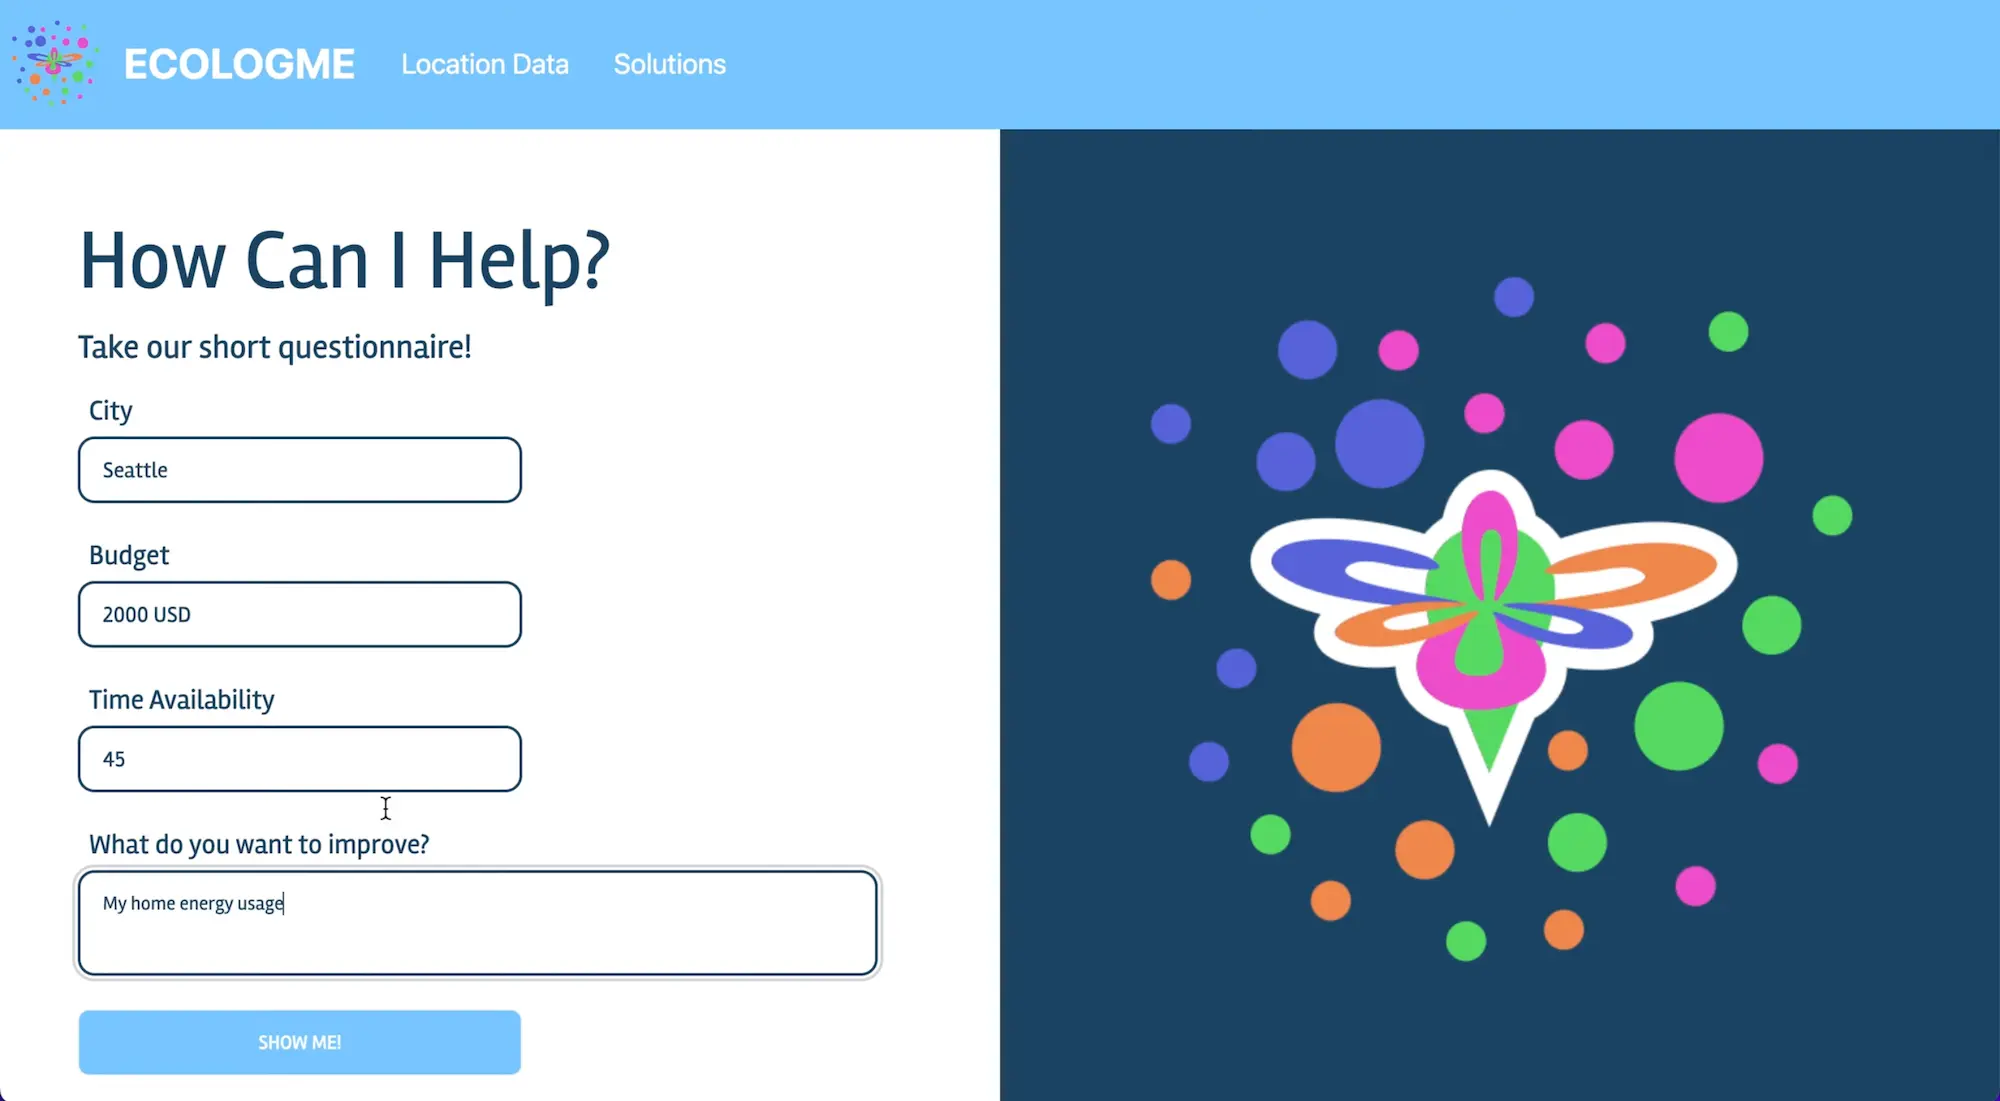 ECOLOGME Location Data Solutions
How Can I Help?
Take our short questionnaire!
City
Seattle
Budget
2000 USD
Time Availability
45
What do you want to improve?
My home energy usage
SHOW ME!